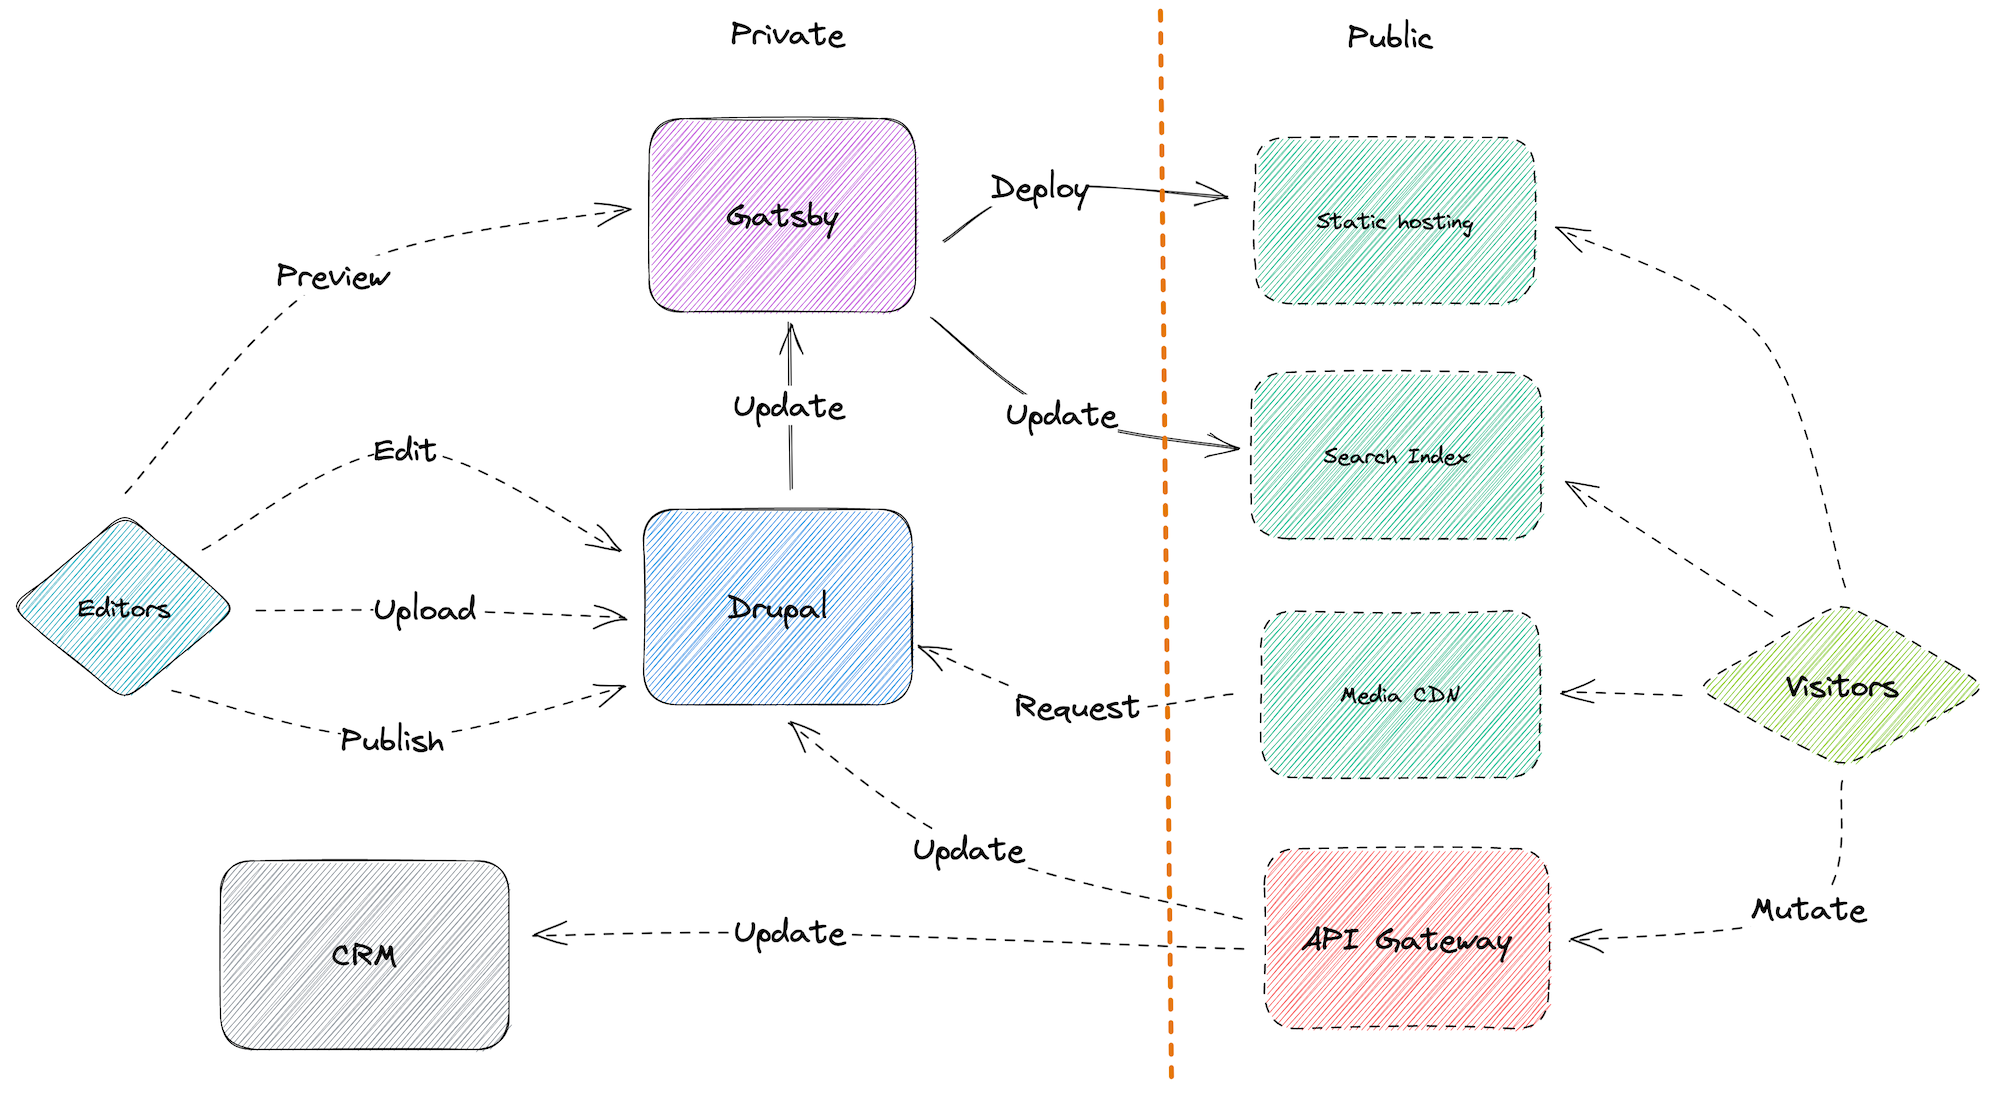 Private
Public
Gatsby
Deploy
Static hosting
Preview
Update
Update
Edit
Search Index
Editors
Upload
Drupal
Publish
Request
Media CDN
Visitors
Update
Update
CRM
API Gateway
Mutate